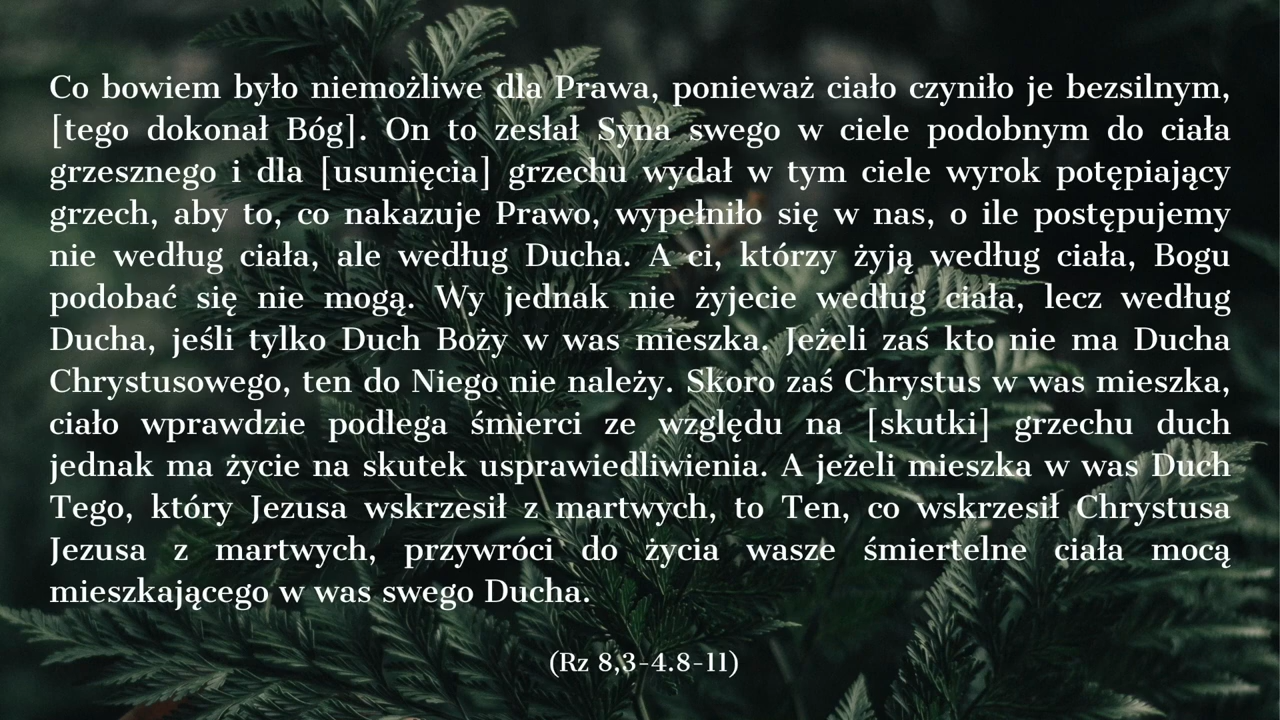 Co bowiem było niemożliwe dla Prawa, ponieważ ciało czyniło je bezsilnym,
[tego dokonał Bóg]. On to zesłał Syna swego w ciele podobnym do ciała
grzesznego i dla [usunięcia] grzechu wydał w tym ciele wyrok potępiający
grzech, aby to, co nakazuje Prawo, wypełniło się w nas, o ile postępujemy
nie według ciała, ale według Ducha. A ci, którzy żyją według ciała, Bogu
podobać się nie mogą. Wy jednak nie żyjecie według ciała, lecz według
Ducha, jeśli tylko Duch Boży w was mieszka. Jeżeli zaś kto nie ma Ducha
Chrystusowego, ten do Niego nie należy. Skoro zaś Chrystus w was mieszka,
ciało wprawdzie podlega śmierci ze względu na [skutki] grzechu duch
jednak ma życie na skutek usprawiedliwienia. A jeżeli mieszka w was Duch
Tego, który Jezusa wskrzesił z martwych, to Ten, co wskrzesił Chrystusa
Jezusa z martwych, przywróci do życia wasze śmiertelne ciała mocą
mieszkającego w was swego Ducha.
(Rz 8,3-4.8-11)